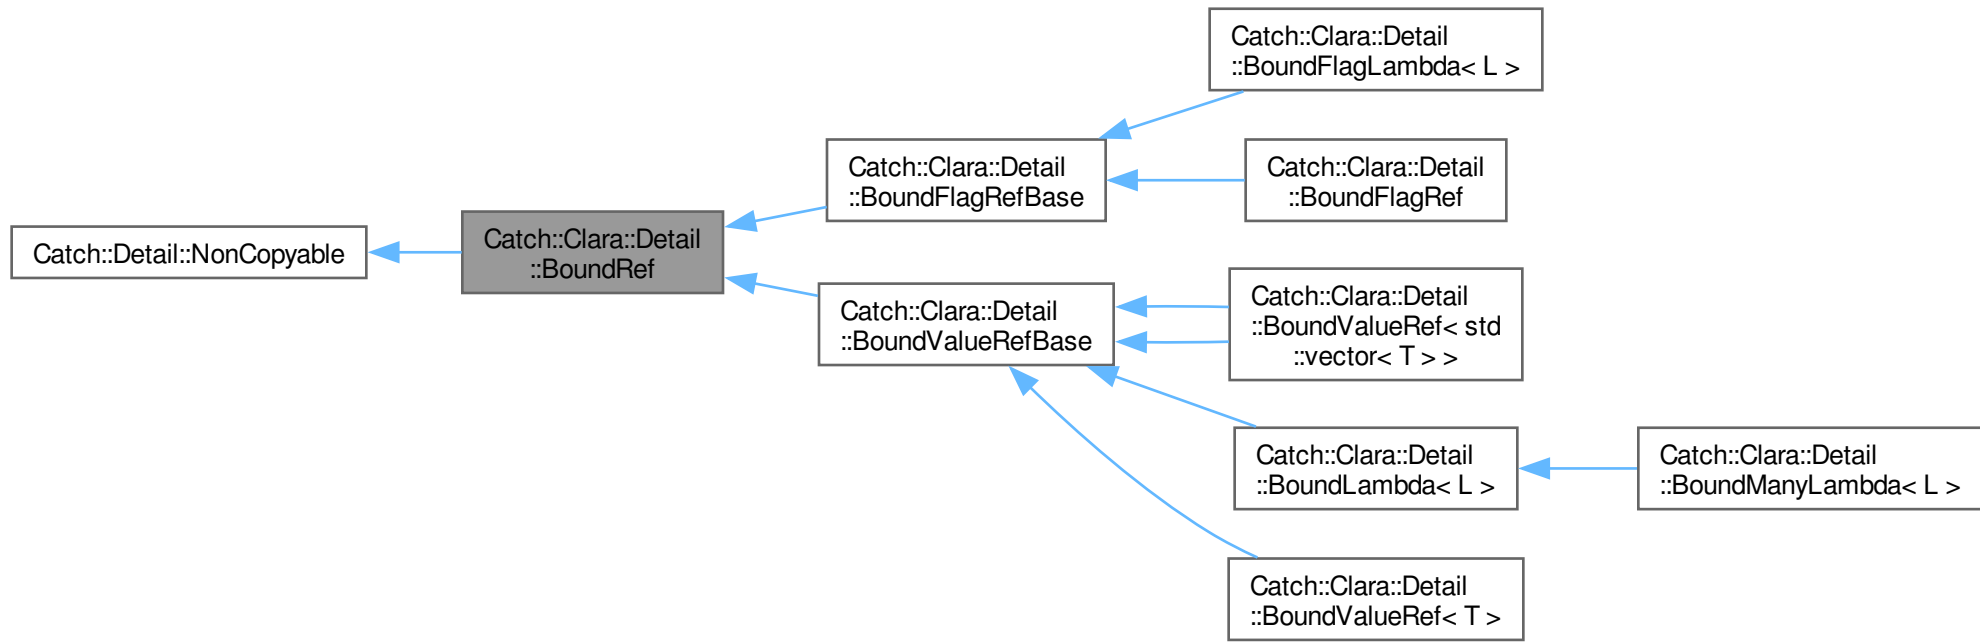 Catch::Detail::NonCopyable
Catch::Clara::Detail
::BoundRef
Catch::Clara::Detail
::BoundFlagRefBase
Catch::Clara::Detail
::BoundValueRefBase
Catch::Clara::Detail
::BoundFlagLambda< L >
Catch::Clara::Detail
::BoundFlagRef
Catch::Clara::Detail
::BoundValueRef< std
::vector< T > >
Catch::Clara::Detail
::BoundLambda< L >
Catch::Clara::Detail
::BoundValueRef< T >
Catch::Clara::Detail
::BoundManyLambda< L >